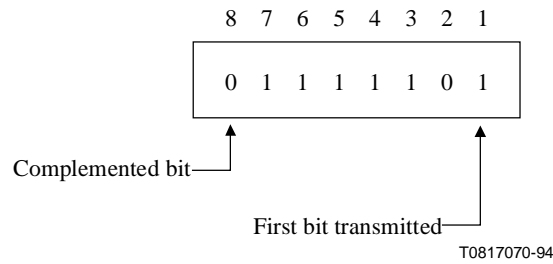 8 7 6 5 4 3 2 1
0 1 1 1 1 1 0 1
Complemented bit
First bit transmitted
T0817070-94